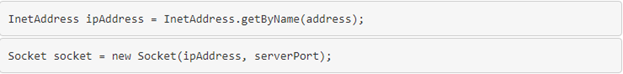 InetAddress ipAddress = InetAddress.getByName(address);
Socket socket = new Socket(ipAddress, serverPort);